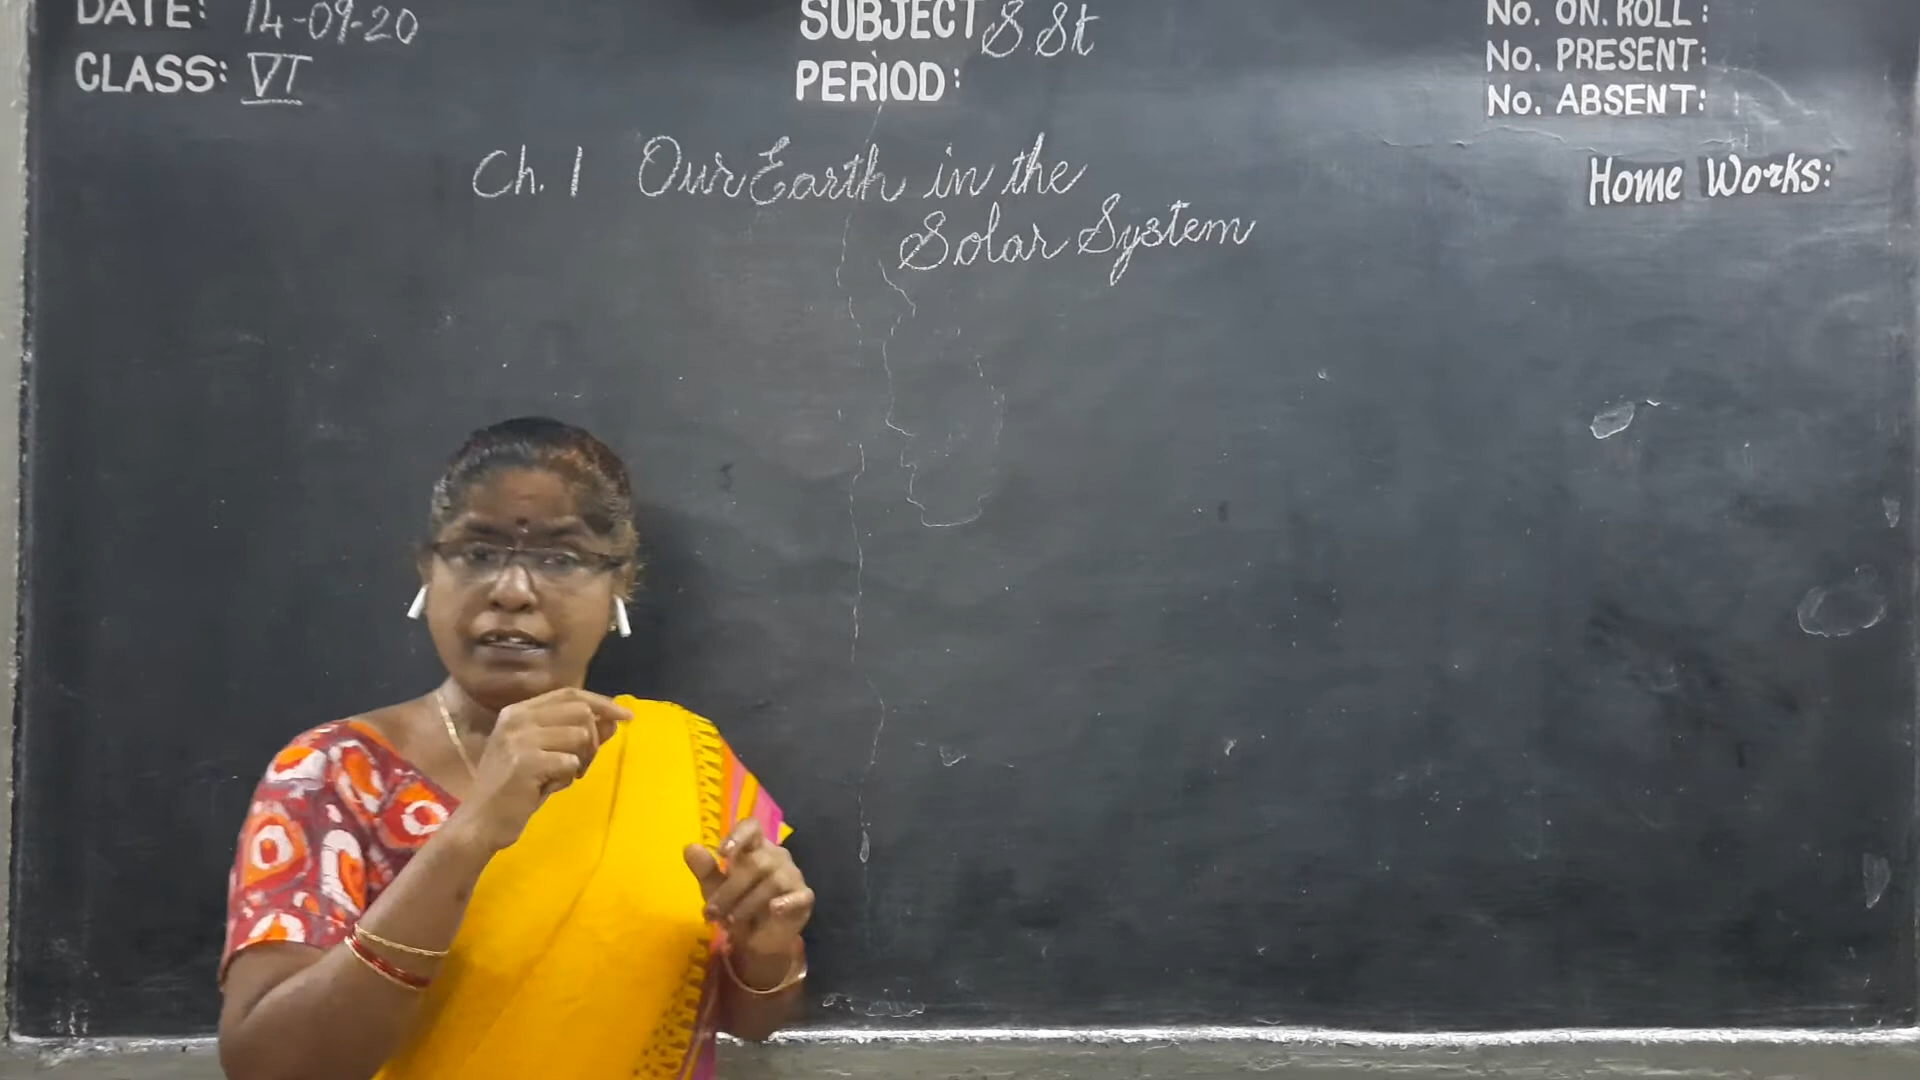 DATE: 14-09-20
CLASS: VI
SUBJECT S.St
PERIOD:
No. ON. ROLL:
No. PRESENT:
No. ABSENT:
Ch. 1 Our Earth in the
Solar System
Home Works: